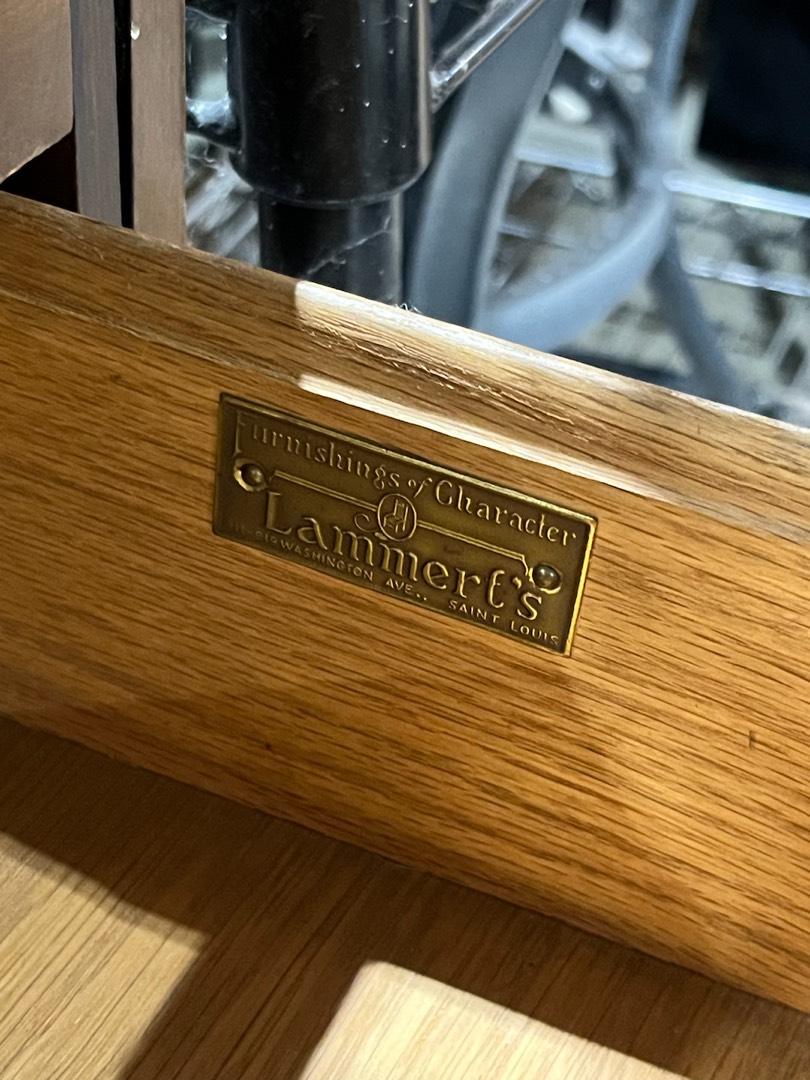 Furnishings of Character
Lammert's
WASHINGTON AVE., SAINT LOUIS